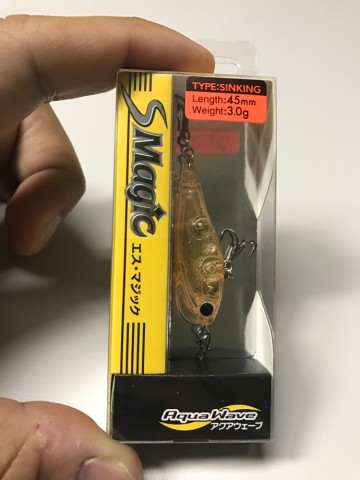 TYPE:SINKING
Length:45mm
Weight:3.0g
S Magic
エス・マジック
AquaWave
アクアウェーブ